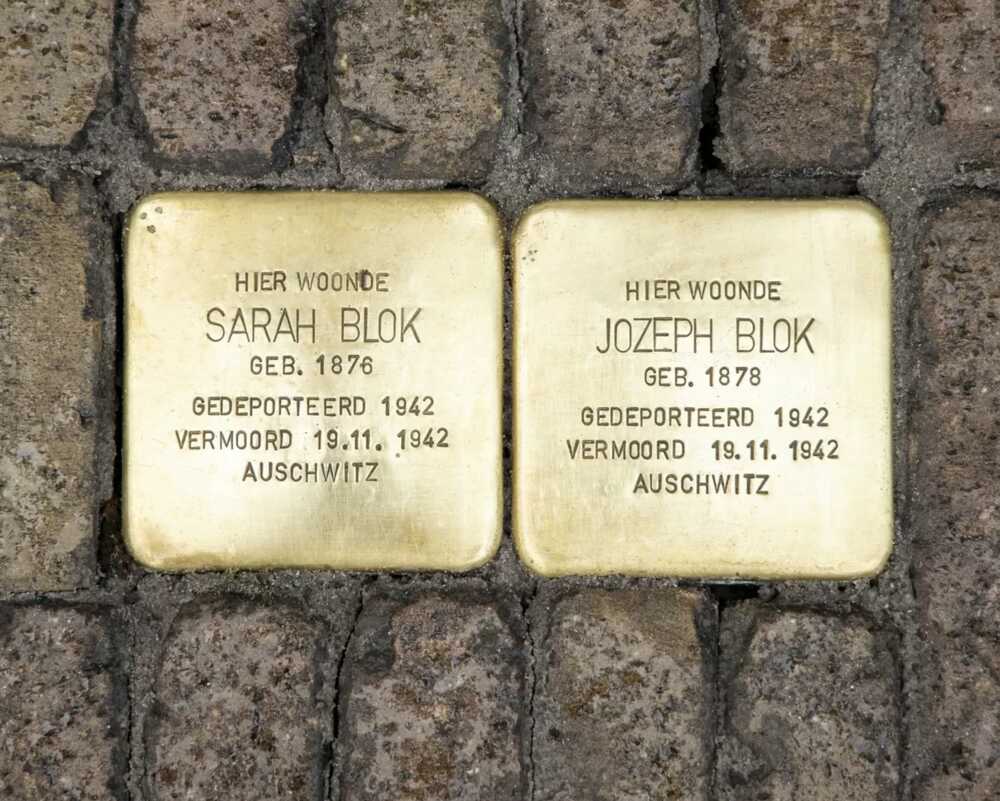 HIER WOONDE
SARAH BLOK
GEB. 1876
GEDEPORTEERD 1942
VERMOORD 19.11. 1942
AUSCHWITZ
HIER WOONDE
JOZEPH BLOK
GEB. 1878
GEDEPORTEERD 1942
VERMOORD 19.11. 1942
AUSCHWITZ